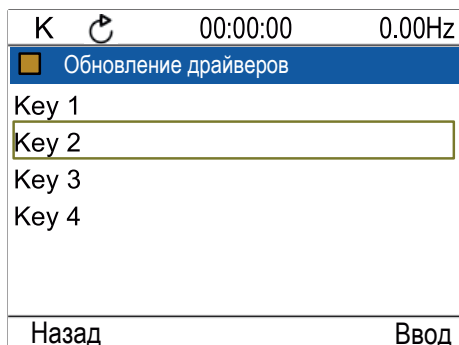 K 00:00:00 0.00Hz
Обновление драйверов
Key 1
Key 2
Key 3
Key 4
Назад Ввод